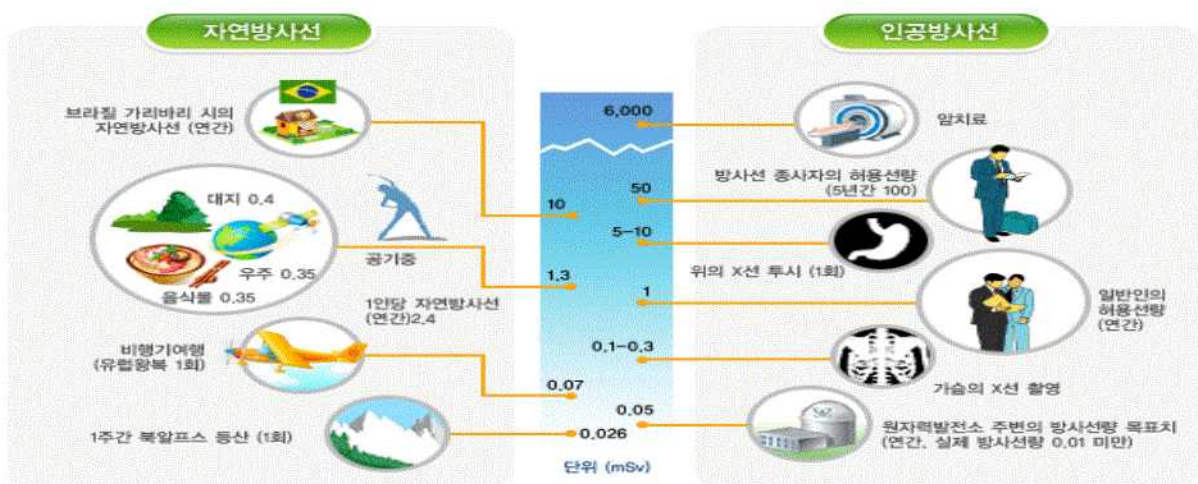 자연방사선
브라질 가리바리 시의
자연방사선 (연간)
대지 0.4
우주 0.35
음식물 0.35
공기중
1인당 자연방사선
(연간)2.4
비행기여행
(유럽왕복 1회)
1주간 북알프스 등산 (1회)
6,000
50
10
5-10
1.3
1
0.1-0.3
0.07
0.05
0.026
단위 (mSv)
인공방사선
암치료
방사선 종사자의 허용선량
(5년간 100)
위의 X선 투시 (1회)
일반인의
허용선량
(연간)
가슴의 X선 촬영
원자력발전소 주변의 방사선량 목표치
(연간, 실제 방사선량 0.01 미만)